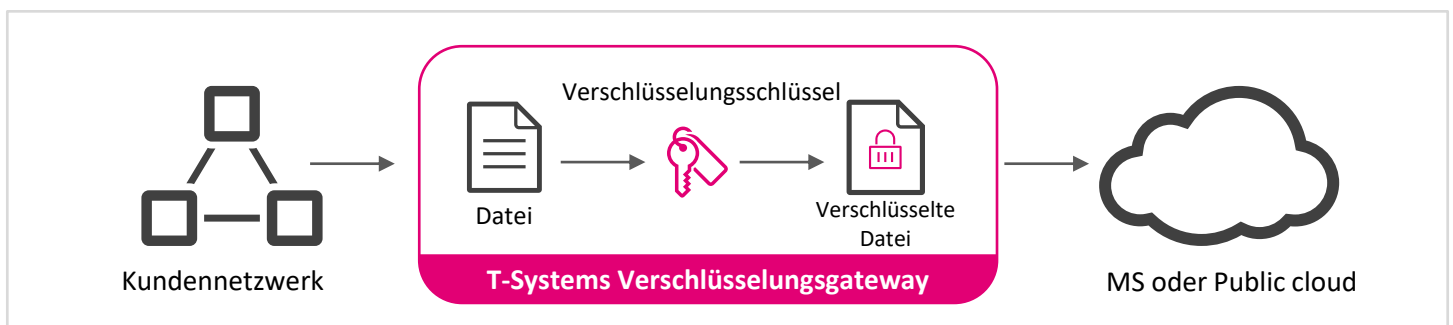 Verschlüsselungsschlüssel
Datei
Verschlüsselte
Datei
Kundennetzwerk
T-Systems Verschlüsselungsgateway
MS oder Public cloud